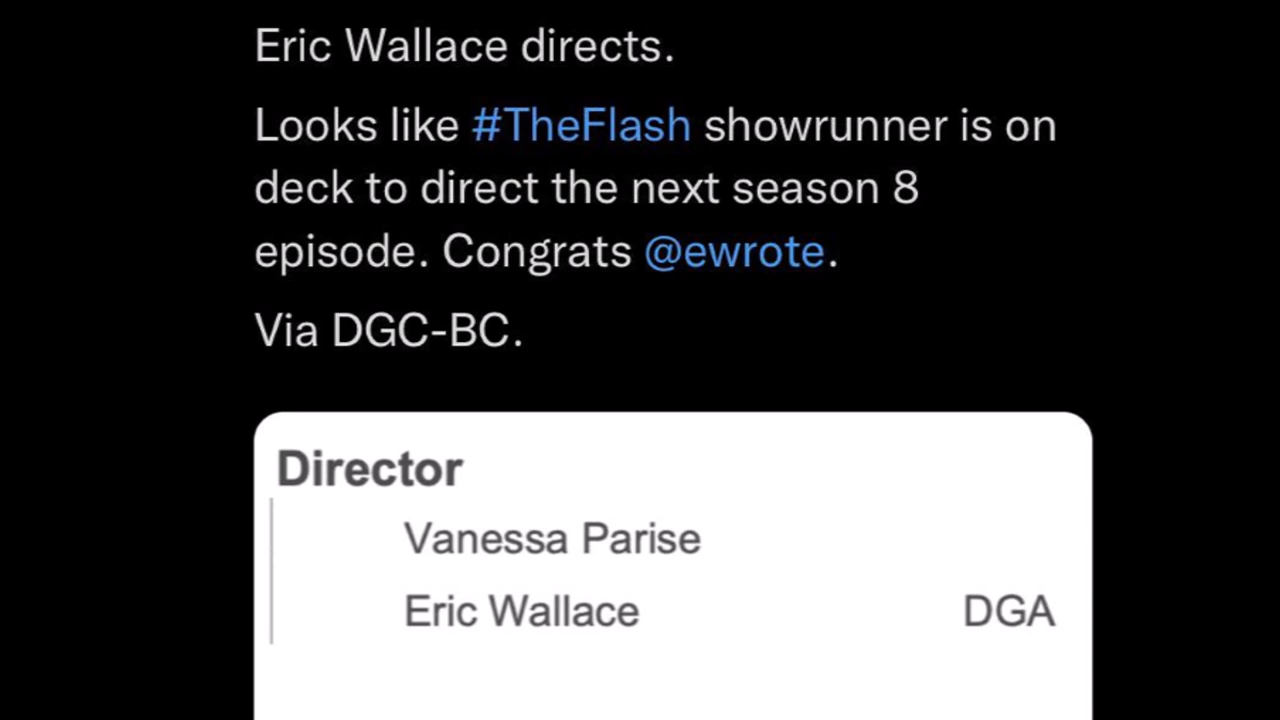 Eric Wallace directs.
Looks like #TheFlash showrunner is on
deck to direct the next season 8
episode. Congrats @ewrote.
Via DGC-BC.
Director
Vanessa Parise
Eric Wallace DGA